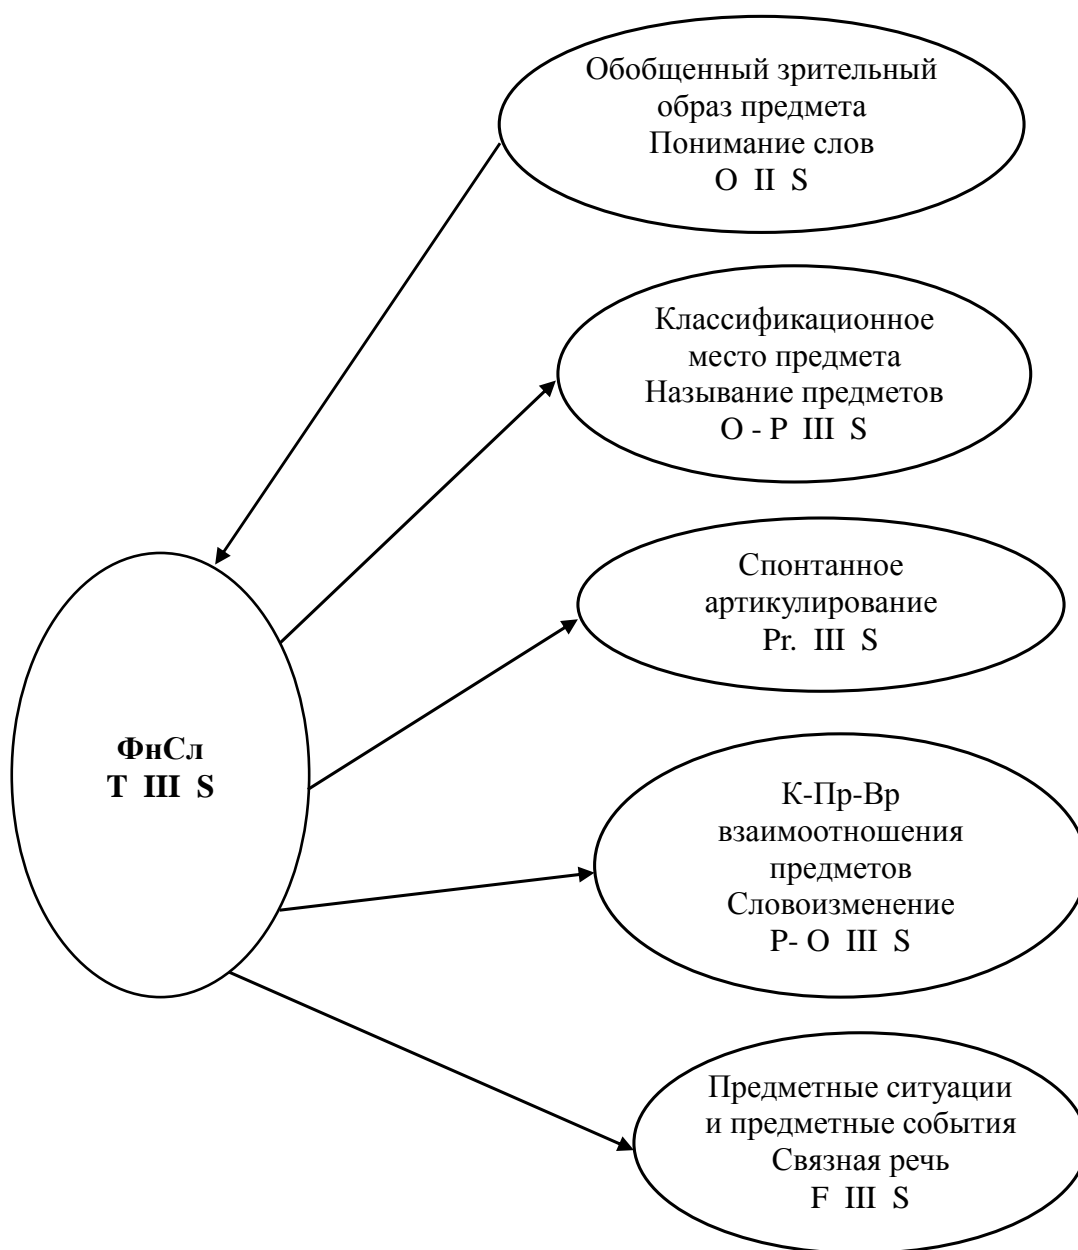 Обобщенный зрительный
образ предмета
Понимание слов
O II S
Классификационное
место предмета
Называние предметов
O - P III S
Спонтанное
артикулирование
Pr. III S
ФнСл
T III S
К-Пр-Вр
взаимоотношения
предметов
Словоизменение
P- O III S
Предметные ситуации
и предметные события
Связная речь
F III S